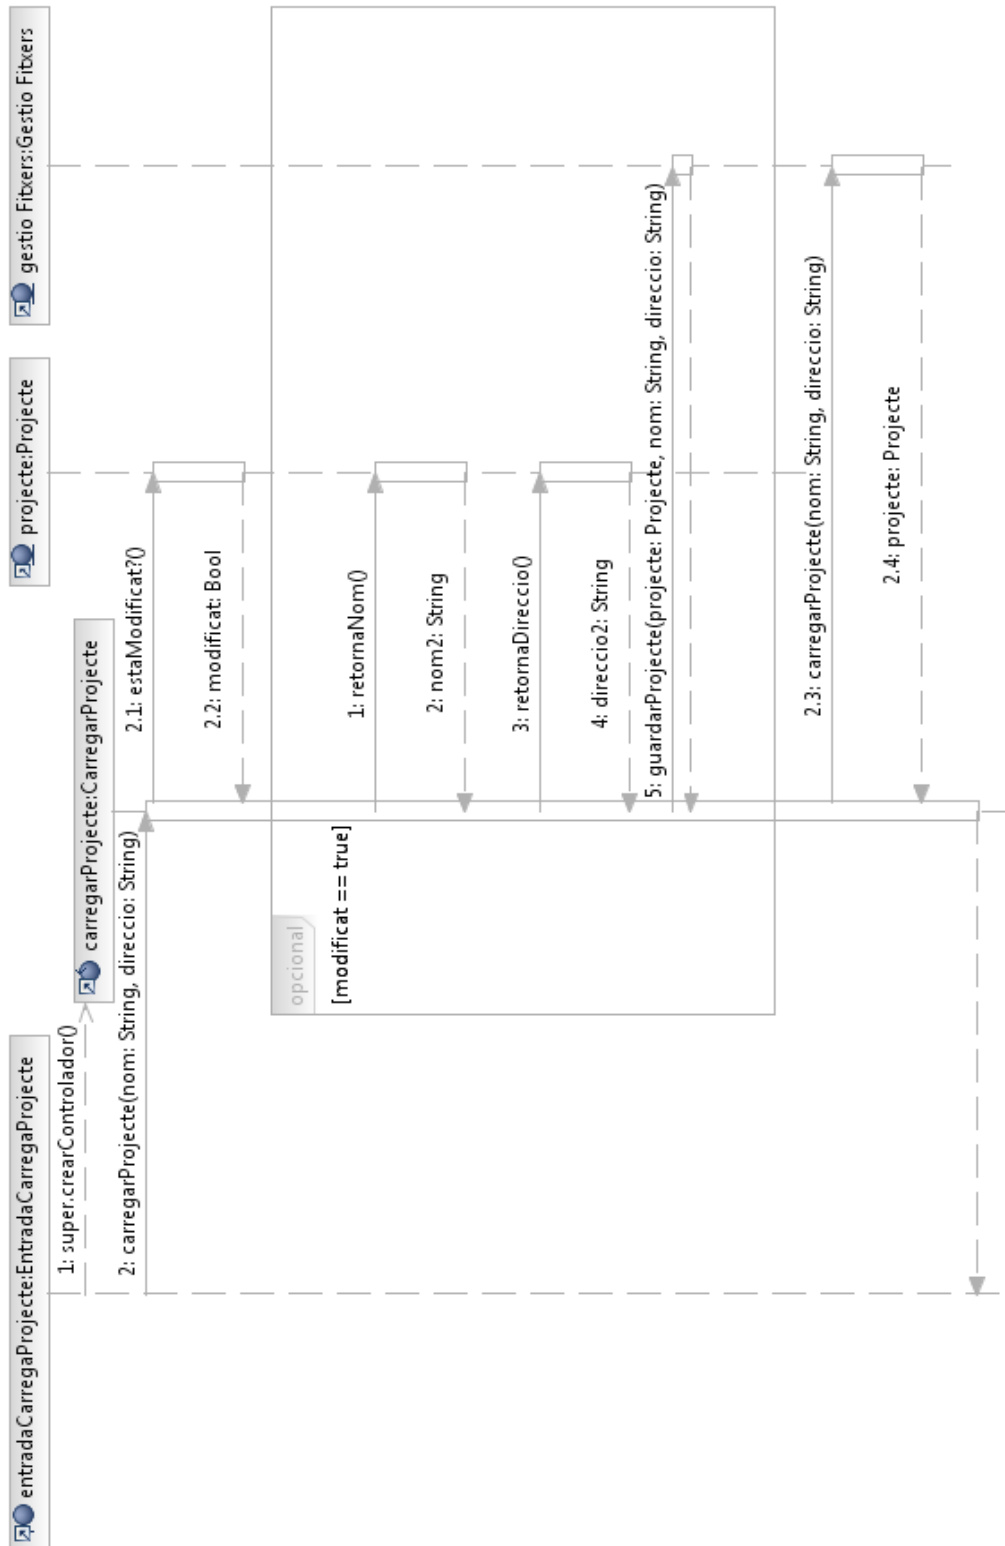 entradaCarregaProjecte:EntradaCarregaProjecte
carregarProjecte:CarregarProjecte
projecte:Projecte
gestio Fitxers:Gestio Fitxers
1: super.crearControlador()
2: carregarProjecte(nom: String, direccio: String)
2.1: estaModificat?()
2.2: modificat: Bool
opcional
[modificat == true]
1: retornaNom()
2: nom2: String
3: retornaDireccio()
4: direccio2: String
5: guardarProjecte(projecte: Projecte, nom: String, direccio: String)
2.3: carregarProjecte(nom: String, direccio: String)
2.4: projecte: Projecte